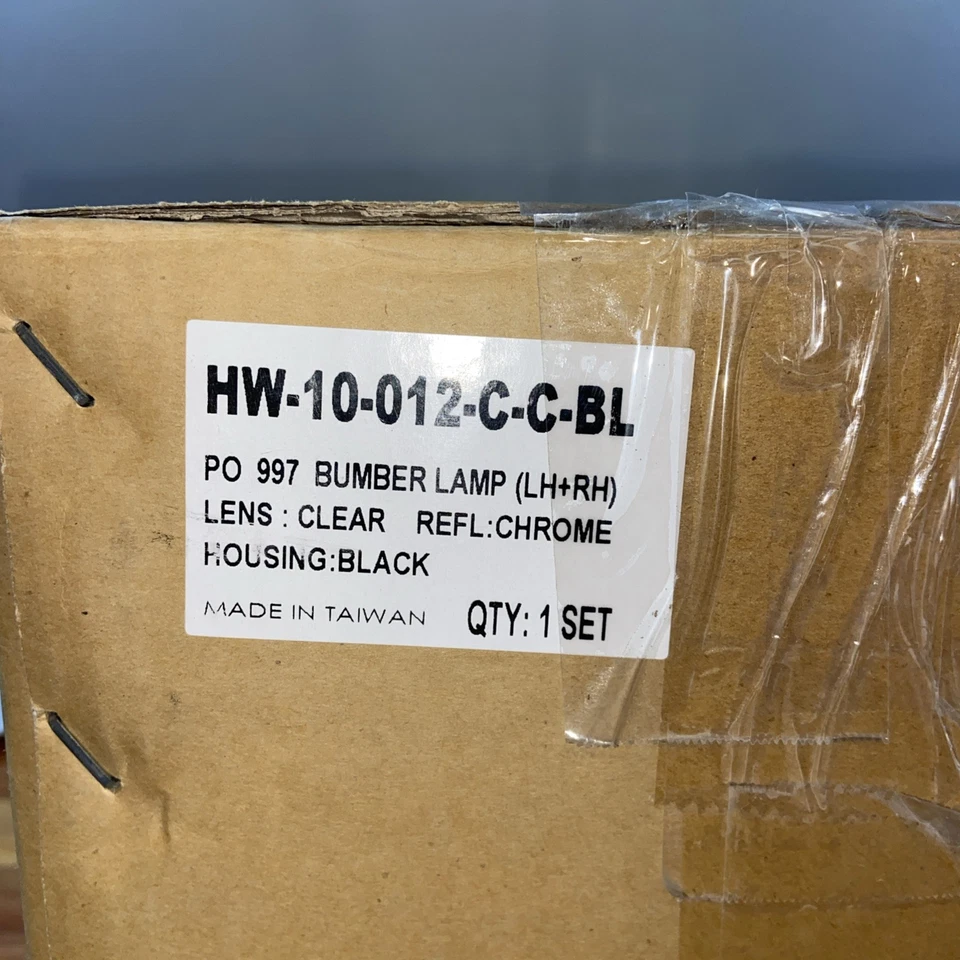 HW-10-012-C-C-BL
PO 997 BUMBER LAMP (LH+RH)
LENS : CLEAR REFL:CHROME
HOUSING:BLACK
MADE IN TAIWAN QTY: 1 SET